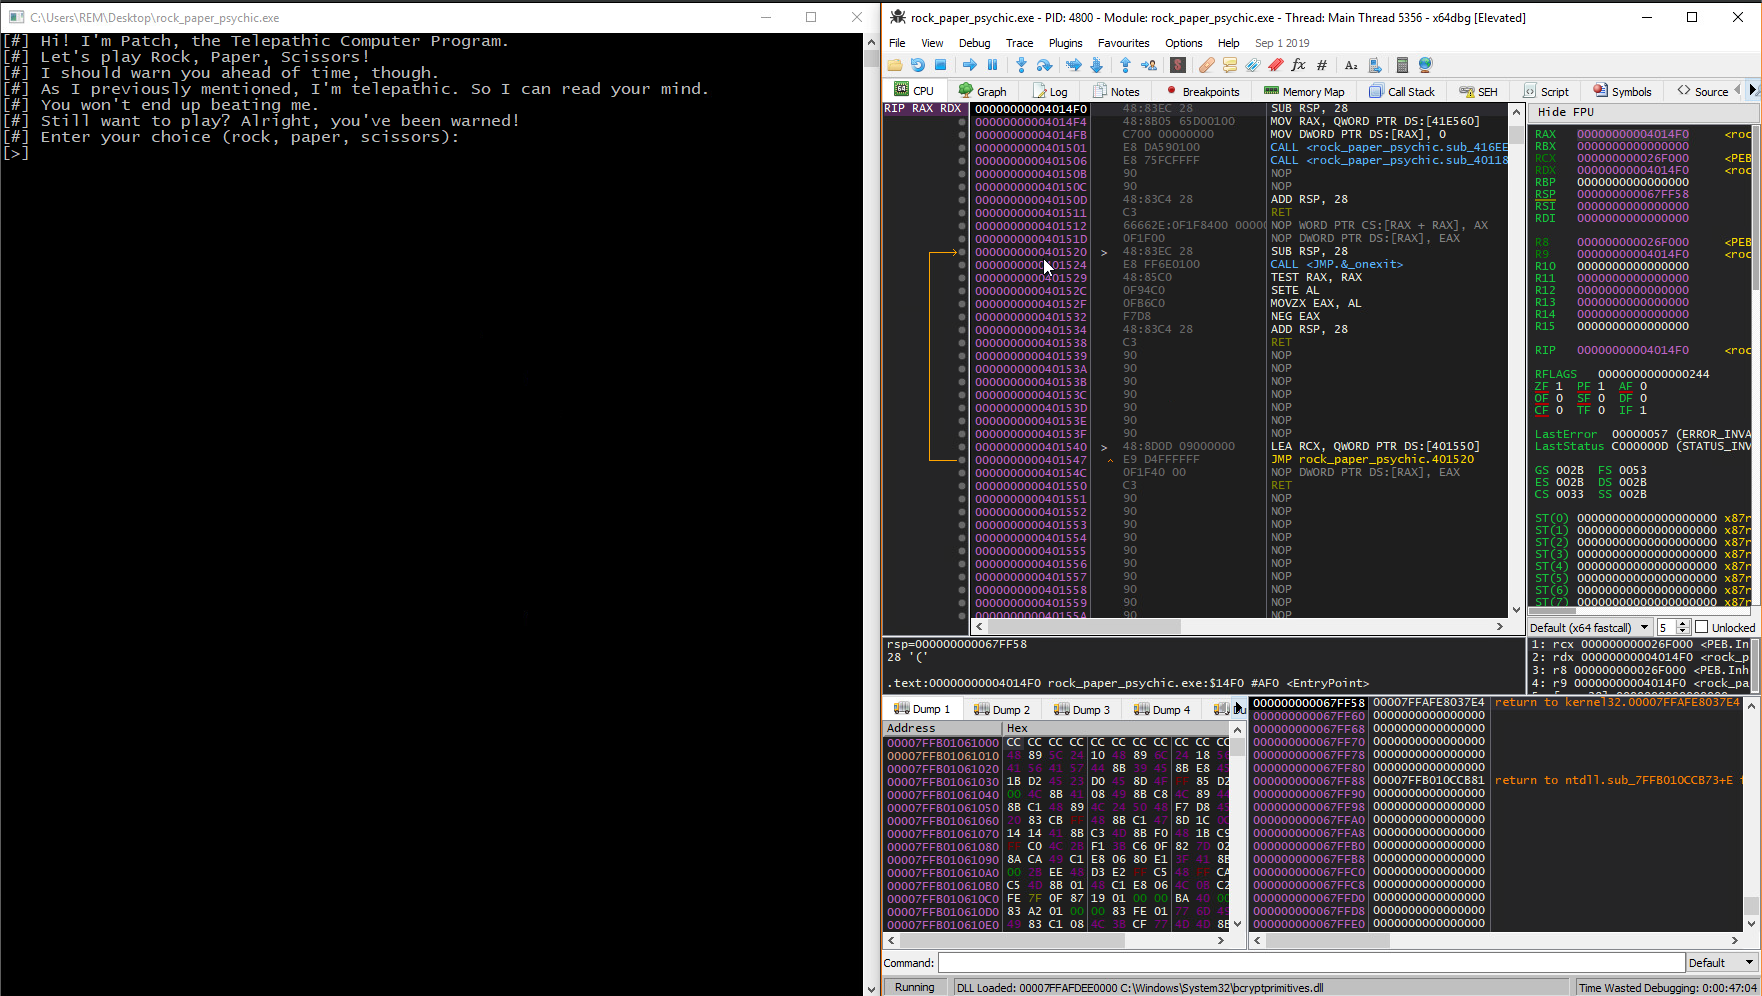 C:\Users\REM\Desktop\rock_paper_psychic.exe
[#] Hi! I'm Patch, the Telepathic Computer Program.
[#] Let's play Rock, Paper, Scissors!
[#] I should warn you ahead of time, though.
[#] As I previously mentioned, I'm telepathic. So I can read your mind.
[#] You won't end up beating me.
[#] Still want to play? Alright, you've been warned!
[#] Enter your choice (rock, paper, scissors):
[>]
rock_paper_psychic.exe - PID: 4800 - Module: rock_paper_psychic.exe - Thread: Main Thread 5356 - x64dbg [Elevated]
File View Debug Trace Plugins Favourites Options Help Sep 1 2019
CPU Graph Log Notes Breakpoints Memory Map Call Stack SEH Script Symbols Source
RIP RAX RDX 00000000004014F0 48:83EC 28 SUB RSP, 28
00000000004014F4 48:8B05 65D00100 MOV RAX, QWORD PTR DS:[41E560]
00000000004014FB C700 00000000 MOV DWORD PTR DS:[RAX], 0
0000000000401501 E8 DA590100 CALL <rock_paper_psychic.sub_416EE
0000000000401506 E8 75FCFFFF CALL <rock_paper_psychic.sub_40118
000000000040150B 90 NOP
000000000040150C 90 NOP
000000000040150D 48:83C4 28 ADD RSP, 28
0000000000401511 C3 RET
0000000000401512 66662E:0F1F8400 0000 NOP WORD PTR CS:[RAX + RAX], AX
000000000040151D 0F1F00 NOP DWORD PTR DS:[RAX], EAX
0000000000401520 > 48:83EC 28 SUB RSP, 28
0000000000401524 E8 FF6E0100 CALL <JMP.&_onexit>
0000000000401529 48:85C0 TEST RAX, RAX
000000000040152C 0F94C0 SETE AL
000000000040152F 0FB6C0 MOVZX EAX, AL
0000000000401532 F7D8 NEG EAX
0000000000401534 48:83C4 28 ADD RSP, 28
0000000000401538 C3 RET
0000000000401539 90 NOP
000000000040153A 90 NOP
000000000040153B 90 NOP
000000000040153C 90 NOP
000000000040153D 90 NOP
000000000040153E 90 NOP
000000000040153F 90 NOP
0000000000401540 > 48:8D0D 09000000 LEA RCX, QWORD PTR DS:[401550]
0000000000401547 ^ E9 D4FFFFFF JMP rock_paper_psychic.401520
000000000040154C 0F1F40 00 NOP DWORD PTR DS:[RAX], EAX
0000000000401550 C3 RET
0000000000401551 90 NOP
0000000000401552 90 NOP
0000000000401553 90 NOP
0000000000401554 90 NOP
0000000000401555 90 NOP
0000000000401556 90 NOP
0000000000401557 90 NOP
0000000000401558 90 NOP
0000000000401559 90 NOP
000000000040155A 90 NOP
Hide FPU
RAX 00000000004014F0 <roc
RBX 0000000000000000
RCX 000000000026F000 <PEB
RDX 00000000004014F0 <roc
RBP 0000000000000000
RSP 000000000067FF58
RSI 0000000000000000
RDI 0000000000000000
R8 000000000026F000 <PEB
R9 00000000004014F0 <roc
R10 0000000000000000
R11 0000000000000000
R12 0000000000000000
R13 0000000000000000
R14 0000000000000000
R15 0000000000000000
RIP 00000000004014F0 <roc
RFLAGS 0000000000000244
ZF 1 PF 1 AF 0
OF 0 SF 0 DF 0
CF 0 TF 0 IF 1
LastError 00000057 (ERROR_INVA
LastStatus C000000D (STATUS_INV
GS 002B FS 0053
ES 002B DS 002B
CS 0033 SS 002B
ST(0) 00000000000000000000 x87r
ST(1) 00000000000000000000 x87r
ST(2) 00000000000000000000 x87r
ST(3) 00000000000000000000 x87r
ST(4) 00000000000000000000 x87r
ST(5) 00000000000000000000 x87r
ST(6) 00000000000000000000 x87r
ST(7) 00000000000000000000 x87r
Default (x64 fastcall) 5 Unlocked
1: rcx 000000000026F000 <PEB.In
2: rdx 00000000004014F0 <rock_p
3: r8 000000000026F000 <PEB.Inh
4: r9 00000000004014F0 <rock_pa
rsp=000000000067FF58
28 '('
.text:00000000004014F0 rock_paper_psychic.exe:$14F0 #AF0 <EntryPoint>
Dump 1 Dump 2 Dump 3 Dump 4
Address Hex
00007FFB01061000 CC CC CC CC CC CC CC CC CC CC
00007FFB01061010 48 89 5C 24 10 48 89 6C 24 18
00007FFB01061020 41 56 41 57 44 8B 39 45 8B E8
00007FFB01061030 1B D2 45 23 D0 45 8D 4F FF 85 D2
00007FFB01061040 00 4C 8B 41 08 49 8B C8 4C 89
00007FFB01061050 8B C1 48 89 4C 24 50 48 F7 D8
00007FFB01061060 20 83 CB FF 48 8B C1 47 8D 1C
00007FFB01061070 14 14 41 8B C3 4D 8B F0 48 1B C9
00007FFB01061080 FF C0 4C 2B F1 3B C6 0F 82 7D 02
00007FFB01061090 8A CA 49 C1 E8 06 80 E1 3F 41 8B
00007FFB010610A0 00 2B EE 48 D3 E2 FF C5 48 FF CA
00007FFB010610B0 C5 4D 8B 01 48 C1 E8 06 4C 0B C2
00007FFB010610C0 FE 7F 0F 87 19 01 00 00 BA 40 00
00007FFB010610D0 83 A2 01 00 00 83 FE 01 77 6D 49
00007FFB010610E0 49 83 C1 08 4C 3B CF 77 4D 4D 8B
000000000067FF58 00007FFAFE8037E4 return to kernel32.00007FFAFE8037E4
000000000067FF60 0000000000000000
000000000067FF68 0000000000000000
000000000067FF70 0000000000000000
000000000067FF78 0000000000000000
000000000067FF80 0000000000000000
000000000067FF88 00007FFB010CCB81 return to ntdll.sub_7FFB010CCB73+E
000000000067FF90 0000000000000000
000000000067FF98 0000000000000000
000000000067FFA0 0000000000000000
000000000067FFA8 0000000000000000
000000000067FFB0 0000000000000000
000000000067FFB8 0000000000000000
000000000067FFC0 0000000000000000
000000000067FFC8 0000000000000000
000000000067FFD0 0000000000000000
000000000067FFD8 0000000000000000
000000000067FFE0 0000000000000000
Command: Default
Running DLL Loaded: 00007FFAFDEE0000 C:\Windows\System32\bcryptprimitives.dll Time Wasted Debugging: 0:00:47:04